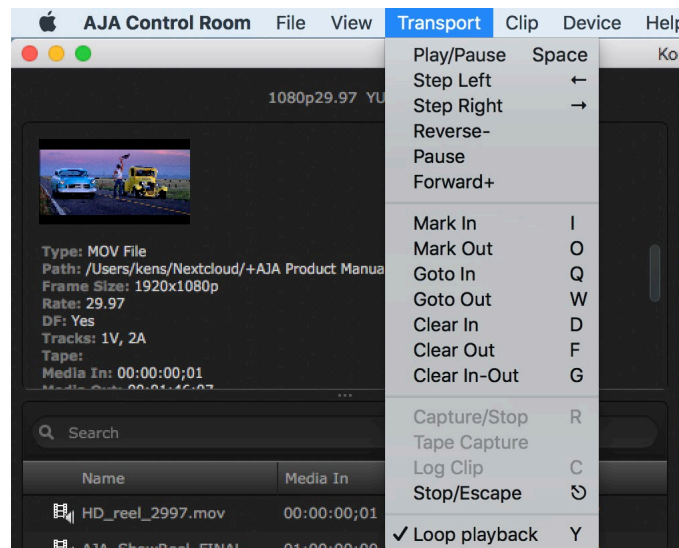 AJA Control Room File View Transport Clip Device Help
Ko
1080p29.97 YU
Play/Pause Space
Step Left ←
Step Right →
Reverse-
Pause
Forward+
Mark In I
Mark Out O
Goto In Q
Goto Out W
Clear In D
Clear Out F
Clear In-Out G
Capture/Stop R
Tape Capture
Log Clip C
Stop/Escape ⎋
✓ Loop playback Y
Type: MOV File
Path: /Users/kens/Nextcloud/+AJA Product Manua
Frame Size: 1920x1080p
Rate: 29.97
DF: Yes
Tracks: 1V, 2A
Tape:
Media In: 00:00:00;01
Search
Name Media In
HD_reel_2997.mov 00:00:00;01